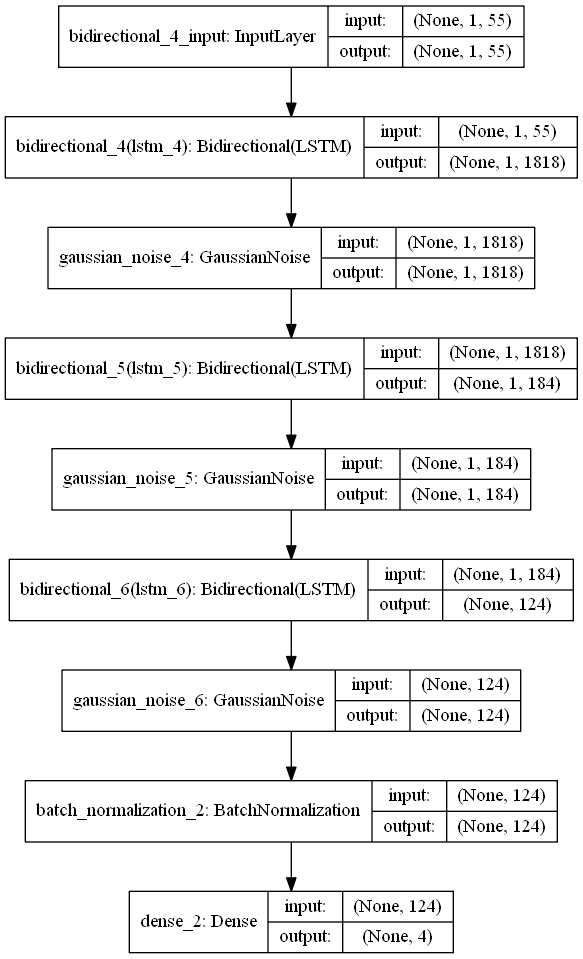 bidirectional_4_input: InputLayer input: (None, 1, 55)
output: (None, 1, 55)
bidirectional_4(lstm_4): Bidirectional(LSTM) input: (None, 1, 55)
output: (None, 1, 1818)
gaussian_noise_4: GaussianNoise input: (None, 1, 1818)
output: (None, 1, 1818)
bidirectional_5(lstm_5): Bidirectional(LSTM) input: (None, 1, 1818)
output: (None, 1, 184)
gaussian_noise_5: GaussianNoise input: (None, 1, 184)
output: (None, 1, 184)
bidirectional_6(lstm_6): Bidirectional(LSTM) input: (None, 1, 184)
output: (None, 124)
gaussian_noise_6: GaussianNoise input: (None, 124)
output: (None, 124)
batch_normalization_2: BatchNormalization input: (None, 124)
output: (None, 124)
dense_2: Dense input: (None, 124)
output: (None, 4)